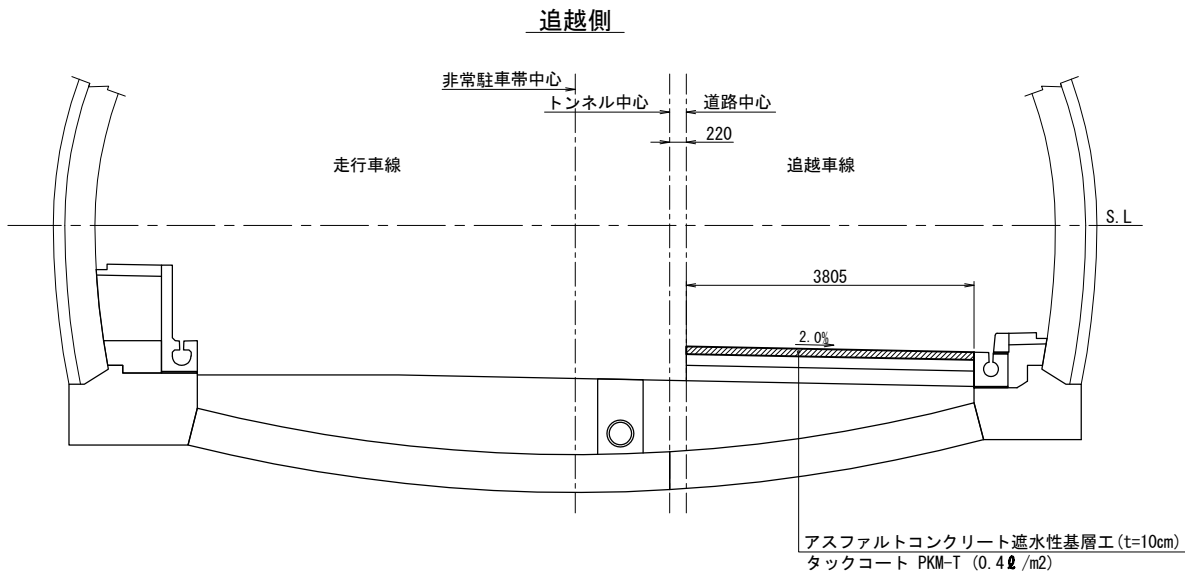 追越側
非常駐車帯中心
トンネル中心
道路中心
220
走行車線
追越車線
S.L
3805
2.0%
アスファルトコンクリート遮水性基層工(t=10cm)
タックコート PKM-T (0.4ℓ/m2)